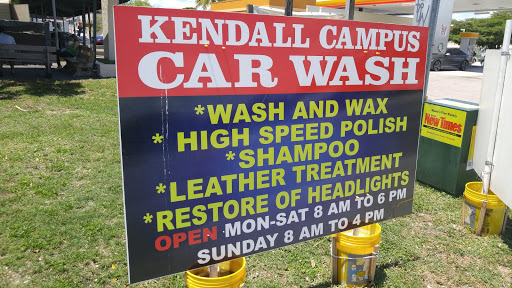 KENDALL CAMPUS
CAR WASH
*WASH AND WAX
* HIGH SPEED POLISH
*SHAMPOO
*LEATHER TREATMENT
*RESTORE OF HEADLIGHTS
OPEN MON-SAT 8 AM TO 6 PM
SUNDAY 8 AM TO 4 PM
New Times